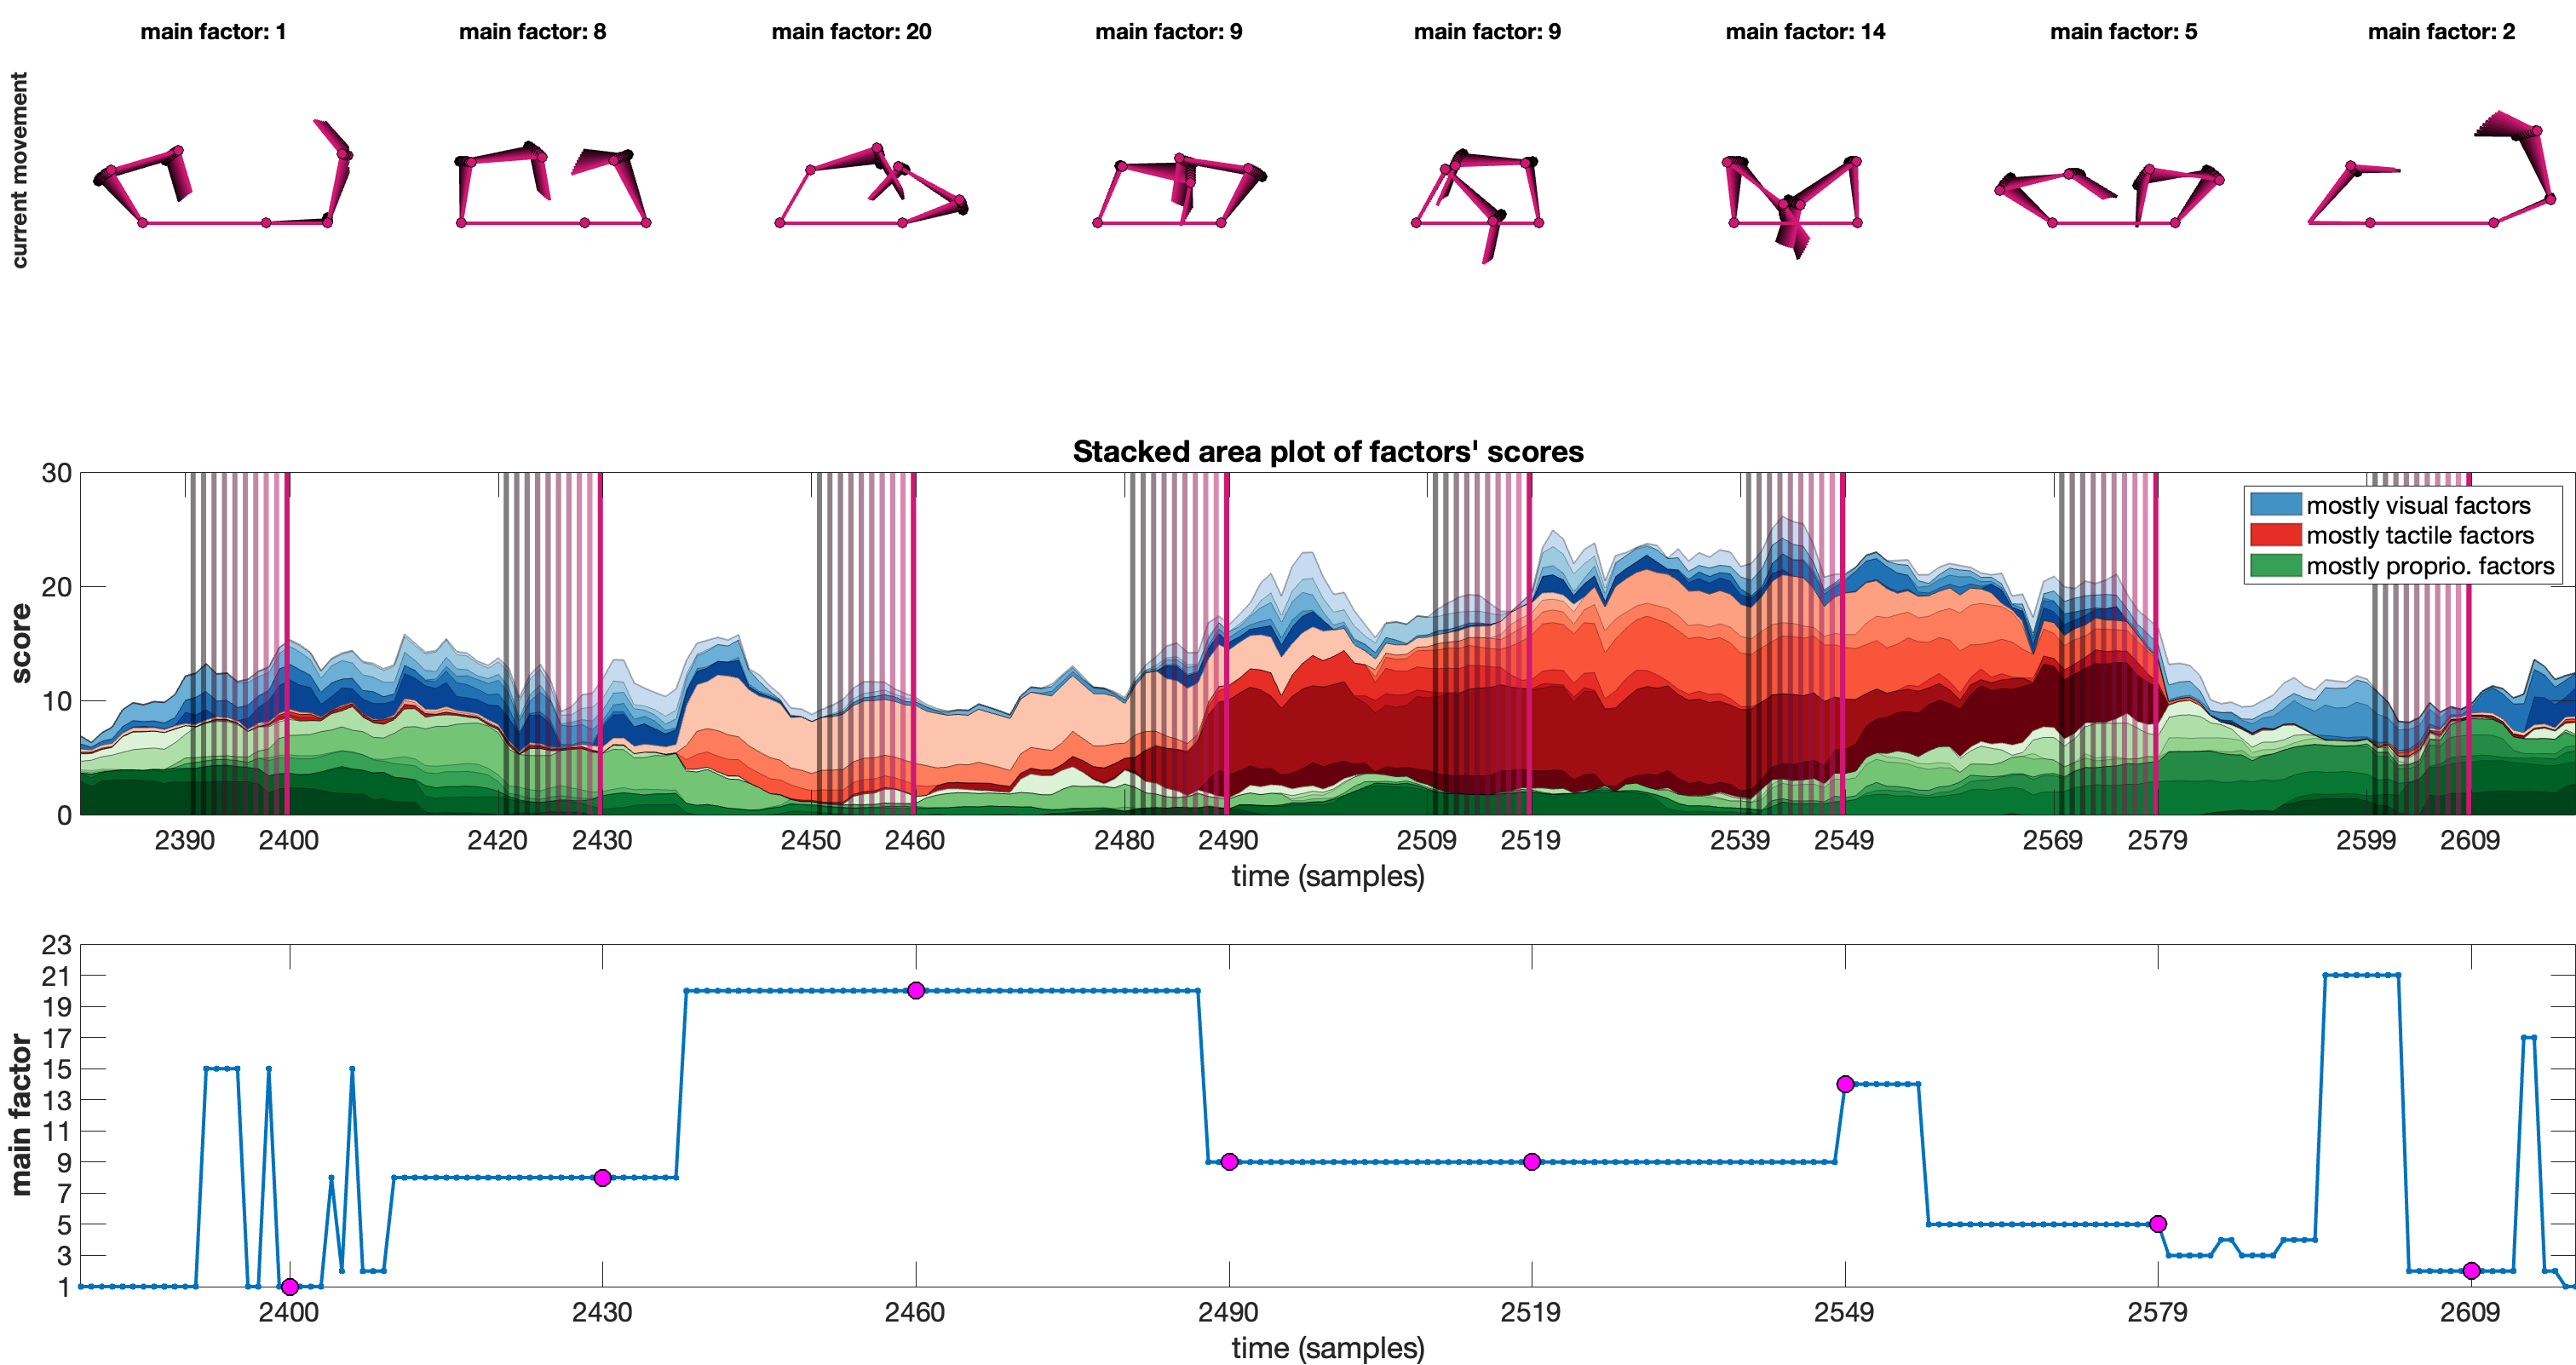 main factor: 1 main factor: 8 main factor: 20 main factor: 9 main factor: 9 main factor: 14 main factor: 5 main factor: 2
current movement
Stacked area plot of factors' scores
score
30
20
10
0
mostly visual factors
mostly tactile factors
mostly proprio. factors
2390 2400 2420 2430 2450 2460 2480 2490 2509 2519 2539 2549 2569 2579 2599 2609
time (samples)
main factor
23
21
19
17
15
13
11
9
7
5
3
1
2400 2430 2460 2490 2519 2549 2579 2609
time (samples)